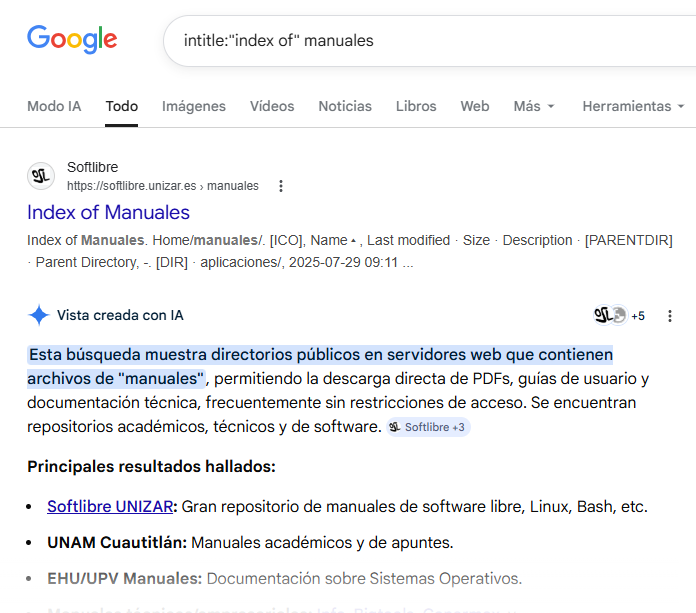 Google
intitle:"index of" manuales
Modo IA Todo Imágenes Vídeos Noticias Libros Web Más Herramientas
Softlibre
https://softlibre.unizar.es › manuales
Index of Manuales
Index of Manuales. Home/manuales/. [ICO], Name ▴ , Last modified · Size · Description · [PARENTDIR]
· Parent Directory, -. [DIR] · aplicaciones/, 2025-07-29 09:11 ...
Vista creada con IA +5
Esta búsqueda muestra directorios públicos en servidores web que contienen
archivos de "manuales", permitiendo la descarga directa de PDFs, guías de usuario y
documentación técnica, frecuentemente sin restricciones de acceso. Se encuentran
repositorios académicos, técnicos y de software. Softlibre +3
Principales resultados hallados:
• Softlibre UNIZAR: Gran repositorio de manuales de software libre, Linux, Bash, etc.
• UNAM Cuautitlán: Manuales académicos y de apuntes.
• EHU/UPV Manuales: Documentación sobre Sistemas Operativos.